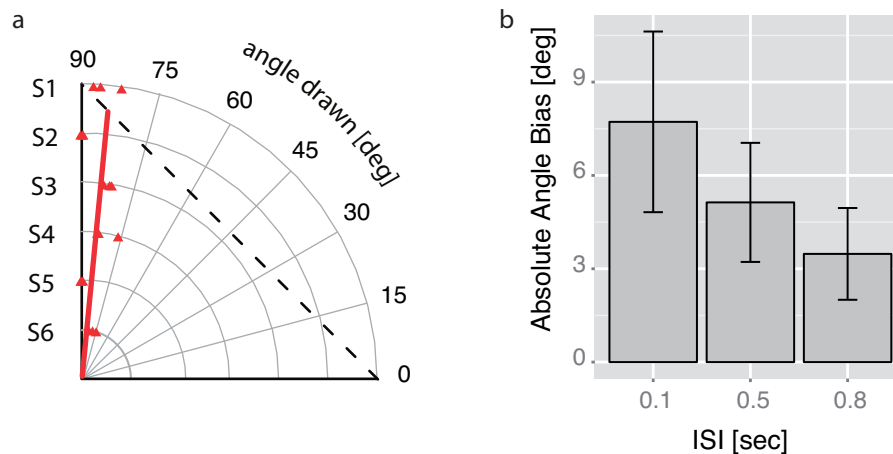 a
90
75
60
45
30
15
0
angle drawn [deg]
S1
S2
S3
S4
S5
S6
b
Absolute Angle Bias [deg]
9
6
3
0
0.1 0.5 0.8
ISI [sec]